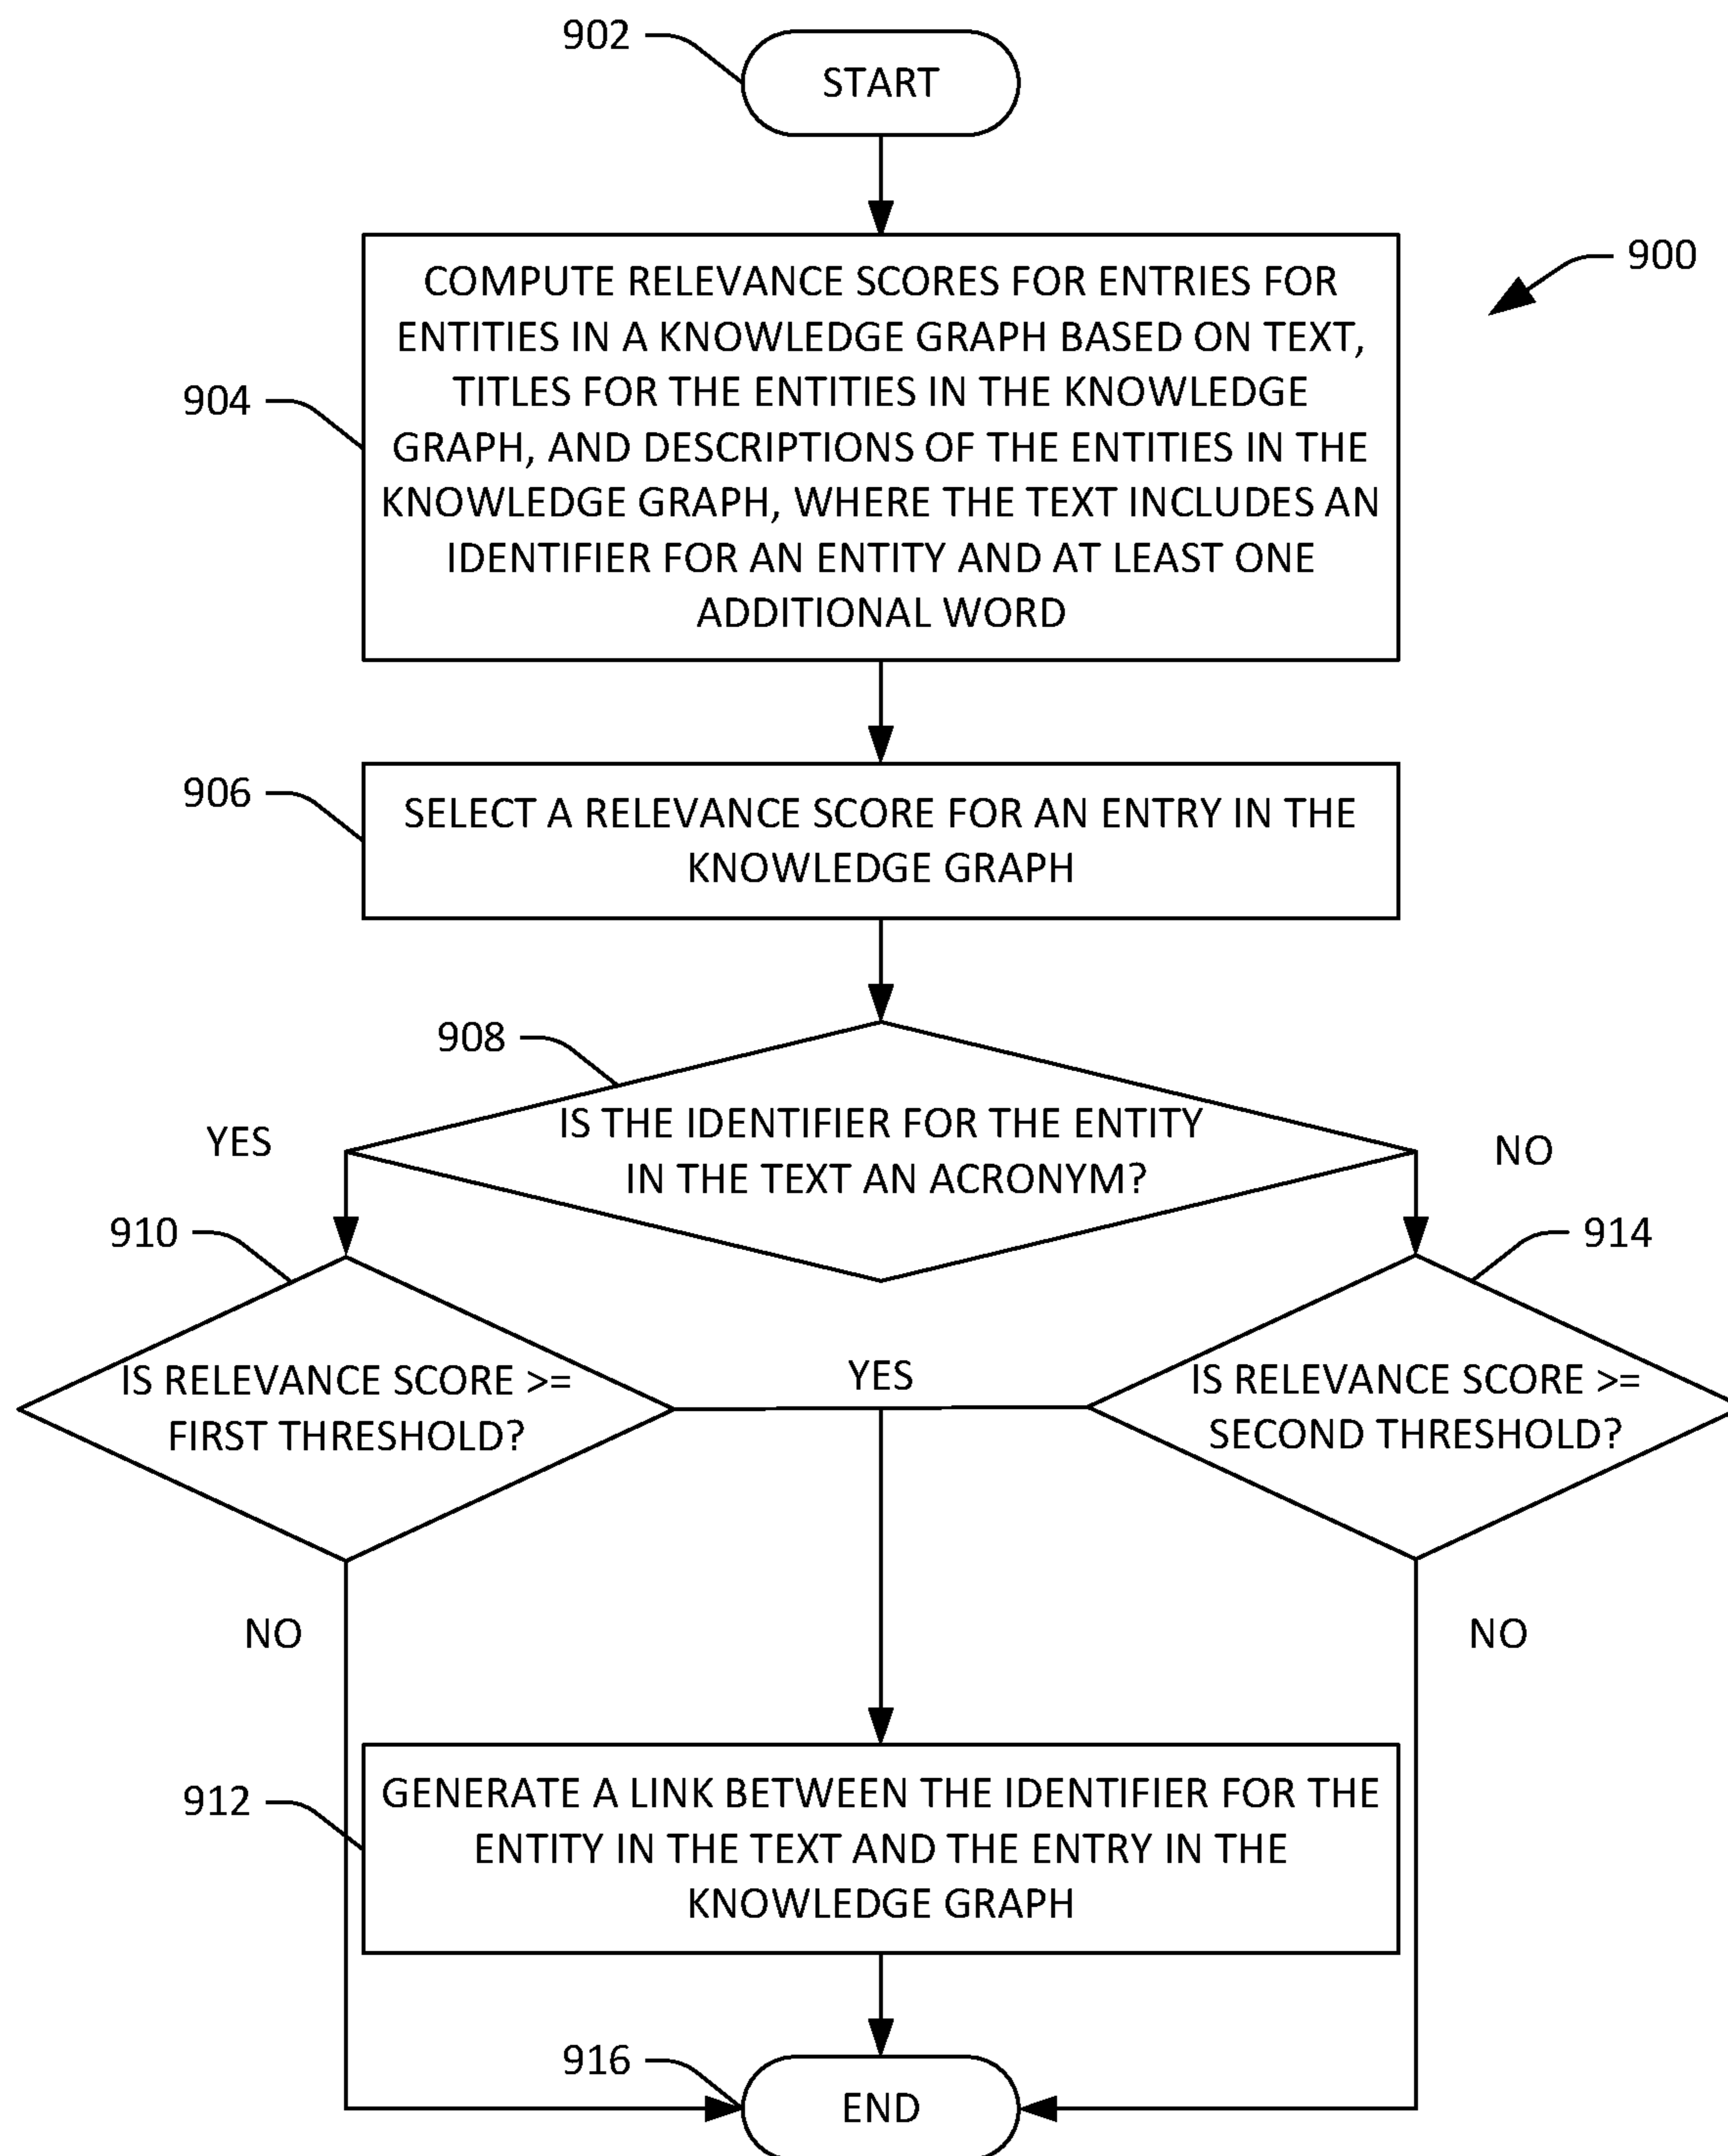 902
START
900
COMPUTE RELEVANCE SCORES FOR ENTRIES FOR
ENTITIES IN A KNOWLEDGE GRAPH BASED ON TEXT,
TITLES FOR THE ENTITIES IN THE KNOWLEDGE
GRAPH, AND DESCRIPTIONS OF THE ENTITIES IN THE
KNOWLEDGE GRAPH, WHERE THE TEXT INCLUDES AN
IDENTIFIER FOR AN ENTITY AND AT LEAST ONE
ADDITIONAL WORD
904
906
SELECT A RELEVANCE SCORE FOR AN ENTRY IN THE
KNOWLEDGE GRAPH
908
IS THE IDENTIFIER FOR THE ENTITY
IN THE TEXT AN ACRONYM?
YES
NO
910
914
IS RELEVANCE SCORE >=
FIRST THRESHOLD?
YES
IS RELEVANCE SCORE >=
SECOND THRESHOLD?
NO
NO
912
GENERATE A LINK BETWEEN THE IDENTIFIER FOR THE
ENTITY IN THE TEXT AND THE ENTRY IN THE
KNOWLEDGE GRAPH
916
END